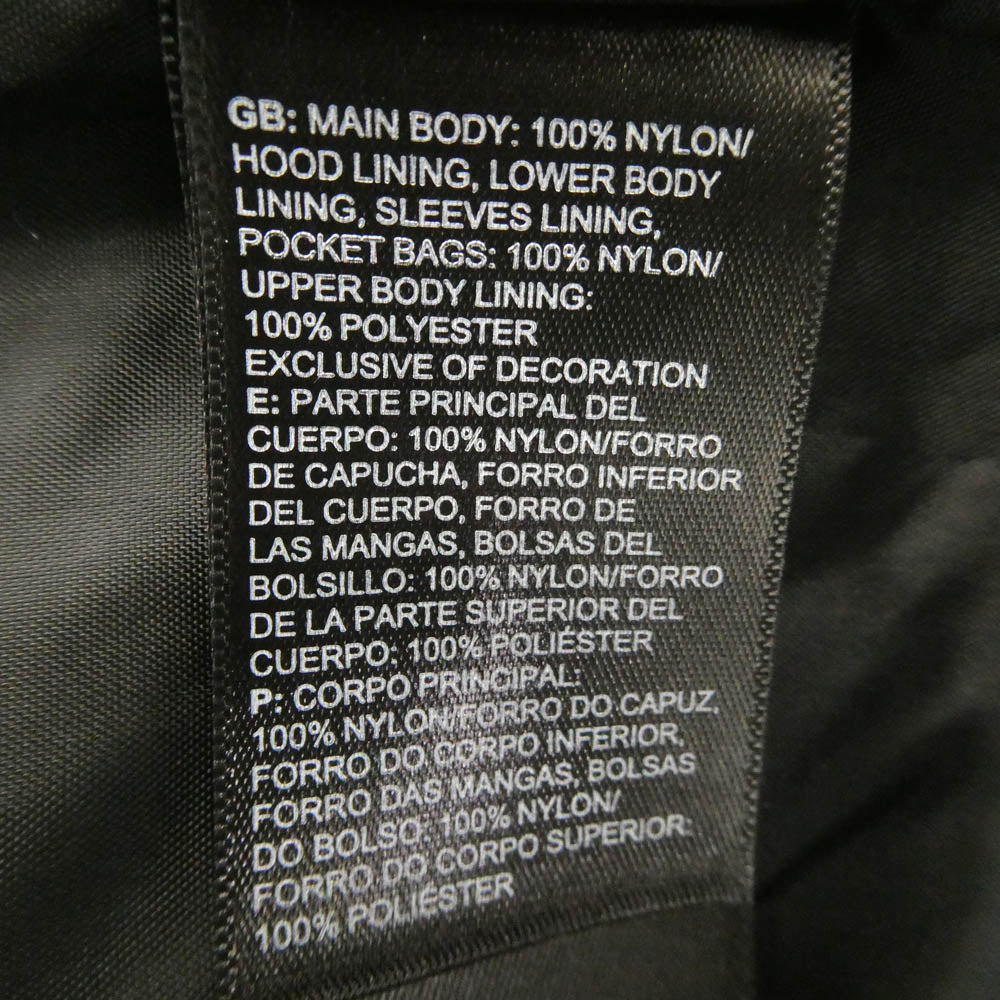 GB: MAIN BODY: 100% NYLON/
HOOD LINING, LOWER BODY
LINING, SLEEVES LINING,
POCKET BAGS: 100% NYLON/
UPPER BODY LINING:
100% POLYESTER
EXCLUSIVE OF DECORATION
E: PARTE PRINCIPAL DEL
CUERPO: 100% NYLON/FORRO
DE CAPUCHA, FORRO INFERIOR
DEL CUERPO, FORRO DE
LAS MANGAS, BOLSAS DEL
BOLSILLO: 100% NYLON/FORRO
DE LA PARTE SUPERIOR DEL
CUERPO: 100% POLIÉSTER
P: CORPO PRINCIPAL:
100% NYLON/FORRO DO CAPUZ,
FORRO DO CORPO INFERIOR,
FORRO DAS MANGAS, BOLSAS
DO BOLSO: 100% NYLON/
FORRO DO CORPO SUPERIOR:
100% POLIÉSTER